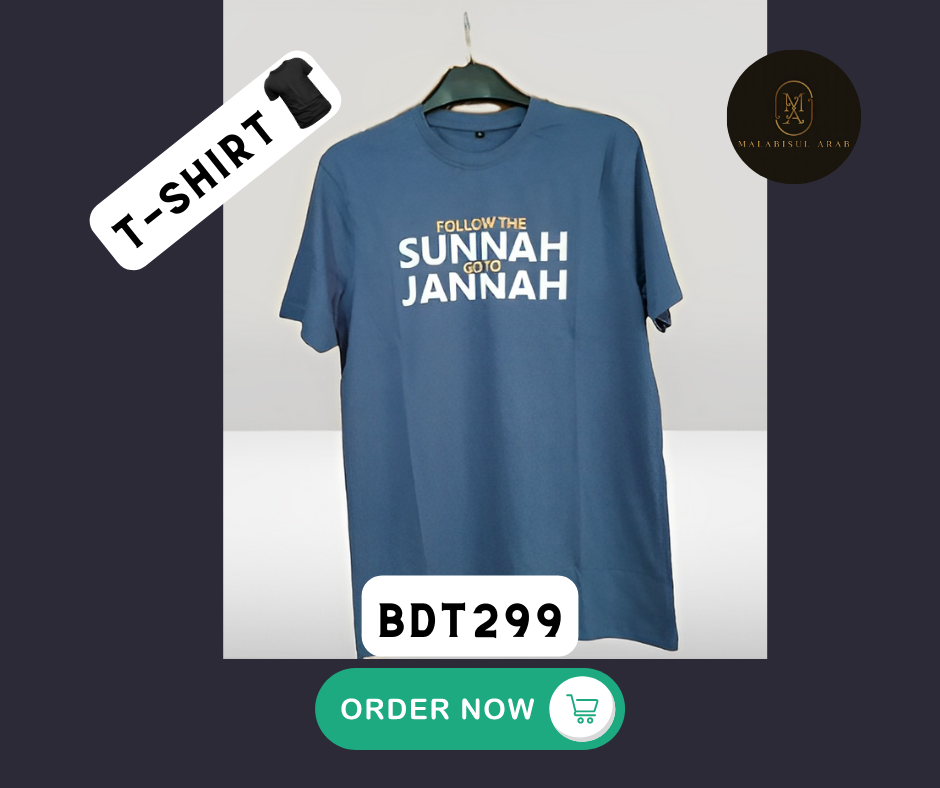 T-SHIRT
MA
MALABISUL ARAB
FOLLOW THE
SUNNAH
GO TO
JANNAH
BDT299
ORDER NOW